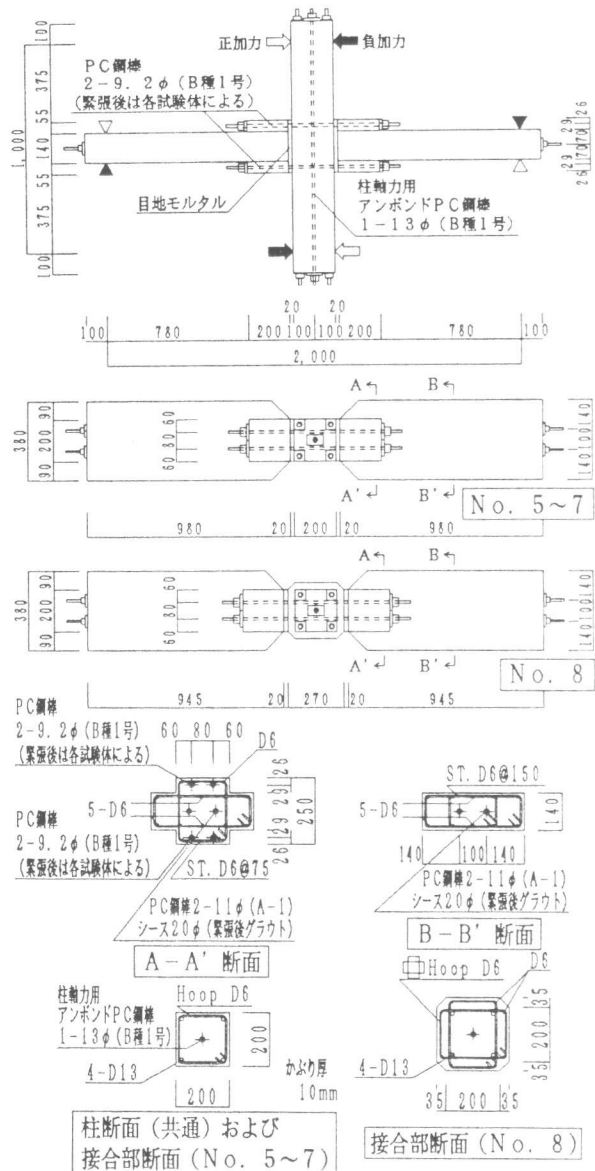 正加力
負加力
PC鋼棒
2-9.2φ(B種1号)
(緊張後は各試験体による)
目地モルタル
柱軸力用
アンボンドPC鋼棒
1-13φ(B種1号)
100
375
55
140
55
375
100
1,000
26
29
170
170
29
26
20 20
100 780 200 100 100 200 780 100
2,000
A B
90
200
90
380
60
80
60
140
100
140
A' B'
No. 5~7
980 20 200 20 980
A B
90
200
90
380
60
80
60
140
100
140
A' B'
No. 8
945 20 270 20 945
PC鋼棒
2-9.2φ(B種1号)
(緊張後は各試験体による)
60 80 60
D6
5-D6
26
29
29
26
250
PC鋼棒
2-9.2φ(B種1号)
(緊張後は各試験体による)
ST. D6@75
PC鋼棒2-11φ(A-1)
シース20φ(緊張後グラウト)
A-A' 断面
ST. D6@150
5-D6
140
140 100 140
PC鋼棒2-11φ(A-1)
シース20φ(緊張後グラウト)
B-B' 断面
柱軸力用
アンボンドPC鋼棒
1-13φ(B種1号)
Hoop D6
4-D13
200
200
かぶり厚
10mm
柱断面(共通)および
接合部断面(No. 5~7)
Hoop D6
D6
4-D13
35
200
35
35 200 35
接合部断面(No. 8)